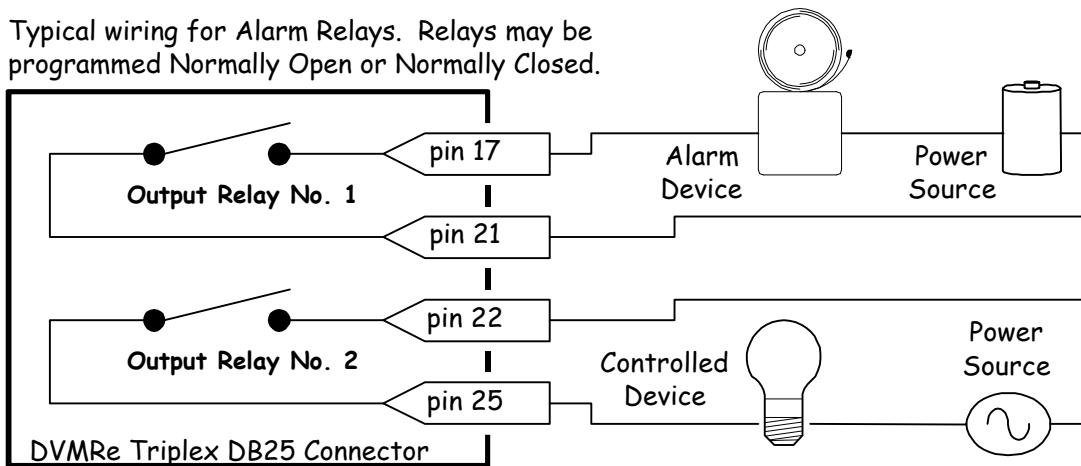 Typical wiring for Alarm Relays. Relays may be
programmed Normally Open or Normally Closed.
pin 17
Output Relay No. 1
Alarm
Device
Power
Source
pin 21
pin 22
Output Relay No. 2
Controlled
Device
Power
Source
pin 25
DVMRe Triplex DB25 Connector